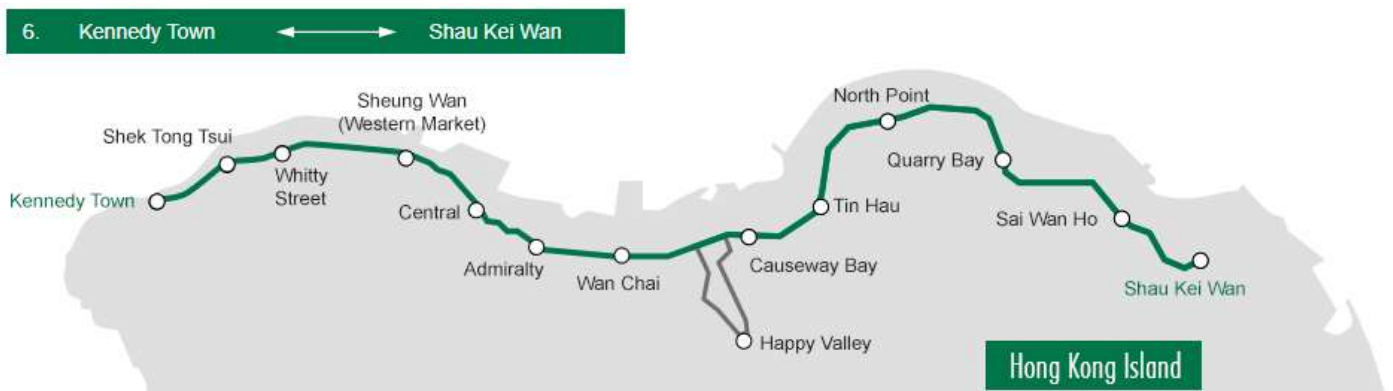 6. Kennedy Town Shau Kei Wan
Sheung Wan
(Western Market)
Shek Tong Tsui
Whitty
Street
Kennedy Town
Central
Admiralty
Wan Chai
North Point
Quarry Bay
Tin Hau
Sai Wan Ho
Causeway Bay
Shau Kei Wan
Happy Valley
Hong Kong Island